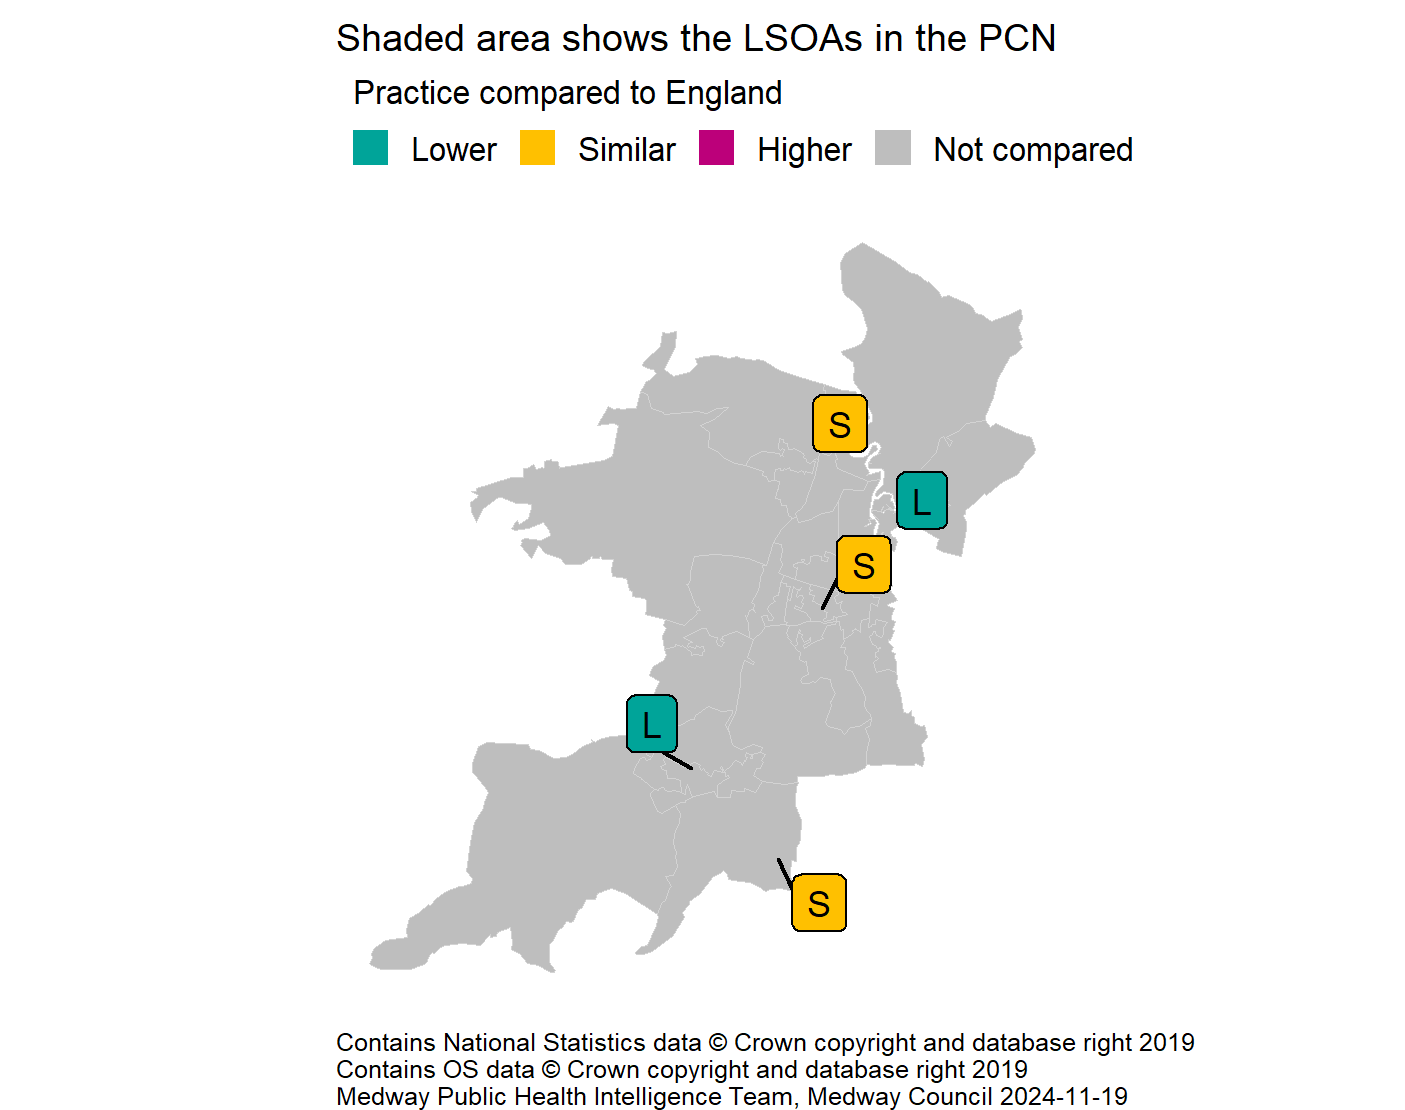 Shaded area shows the LSOAs in the PCN
Practice compared to England
Lower Similar Higher Not compared
S
L
S
L
S
Contains National Statistics data © Crown copyright and database right 2019
Contains OS data © Crown copyright and database right 2019
Medway Public Health Intelligence Team, Medway Council 2024-11-19